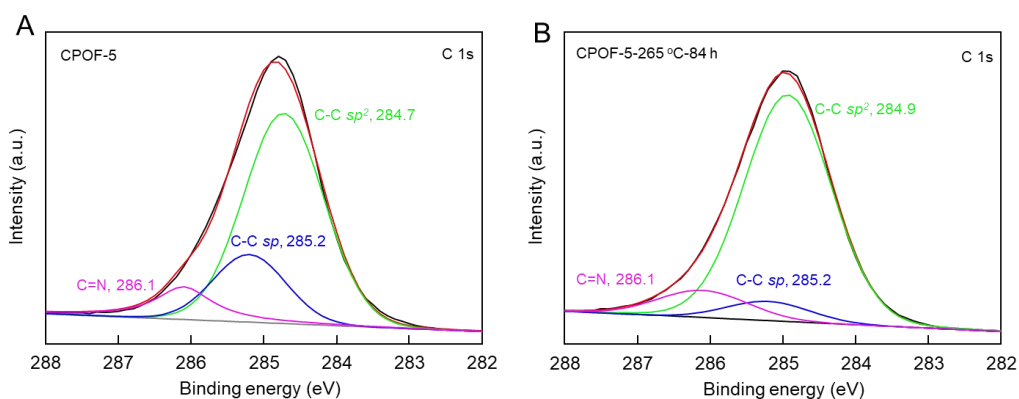 A
CPOF-5
C 1s
C-C sp², 284.7
C-C sp, 285.2
C=N, 286.1
Intensity (a.u.)
288 287 286 285 284 283 282
Binding energy (eV)
B
CPOF-5-265 °C-84 h
C 1s
C-C sp², 284.9
C=N, 286.1
C-C sp, 285.2
Intensity (a.u.)
288 287 286 285 284 283 282
Binding energy (eV)